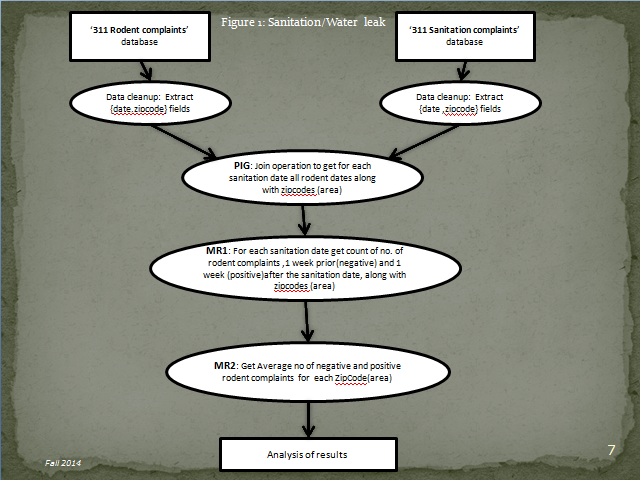 Figure 1: Sanitation/Water leak
‘311 Rodent complaints’
database
‘311 Sanitation complaints’
database
Data cleanup: Extract
{date,zipcode} fields
Data cleanup: Extract
{date ,zipcode} fields
PIG: Join operation to get for each
sanitation date all rodent dates along
with zipcodes (area)
MR1: For each sanitation date get count of no. of
rodent complaints ,1 week prior(negative) and 1
week (positive)after the sanitation date, along with
zipcodes (area)
MR2: Get Average no of negative and positive
rodent complaints for each ZipCode(area)
Analysis of results
Fall 2014
7